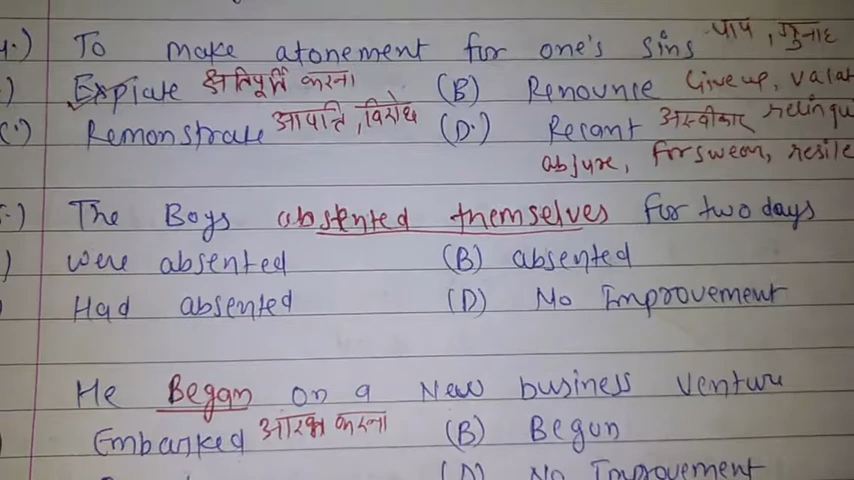 4.) To make atonement for one's sins पाप, गुनाह
) Expiate क्षतिपूर्ति करना (B) Renounce Give up,
(C.) Remonstrate आपत्ति, विरोध (D.) Recant अस्वीकार
abjure, forswear, resile
The Boys absented themselves for two days
) were absented (B) absented
Had absented (D) No Improvement
He Began on a New business venture
Embarked आरम्भ करना (B) Begun
(D) No Improvement